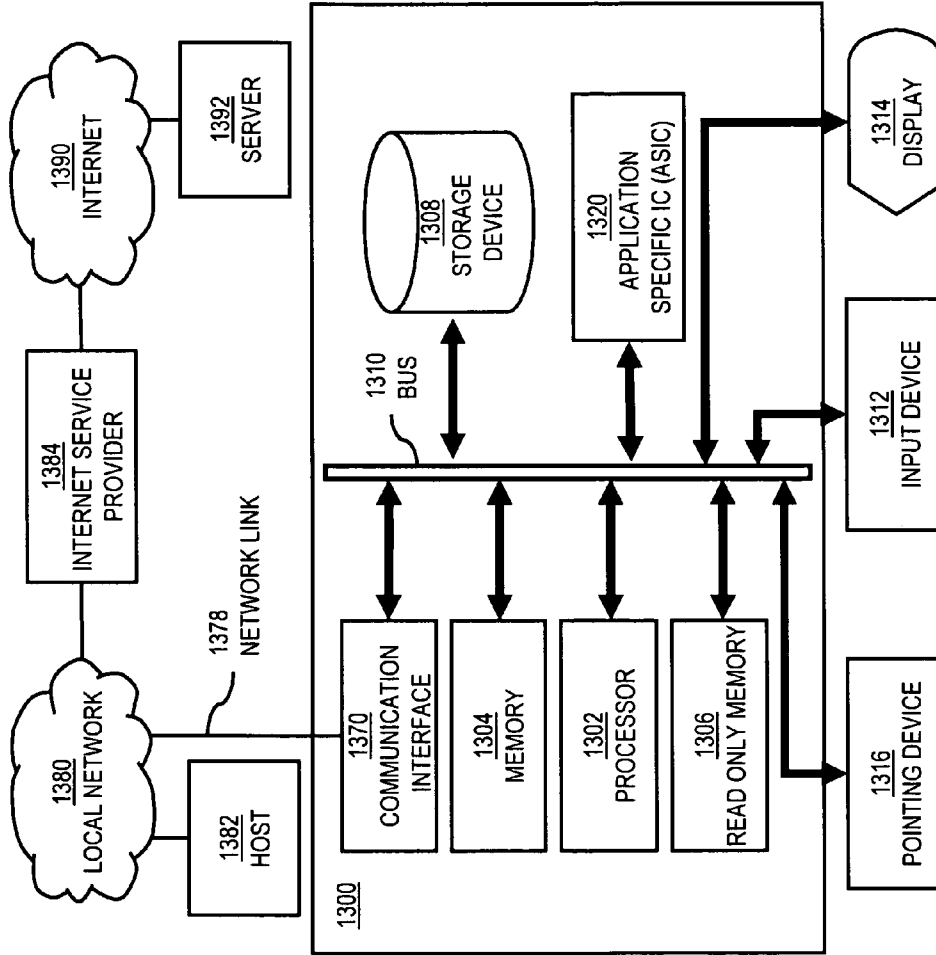 1380
LOCAL NETWORK
1384
INTERNET SERVICE
PROVIDER
1390
INTERNET
1382
HOST
1378
NETWORK LINK
1392
SERVER
1300
1370
COMMUNICATION
INTERFACE
1304
MEMORY
1302
PROCESSOR
1306
READ ONLY MEMORY
1310
BUS
1308
STORAGE
DEVICE
1320
APPLICATION
SPECIFIC IC (ASIC)
1316
POINTING DEVICE
1312
INPUT DEVICE
1314
DISPLAY